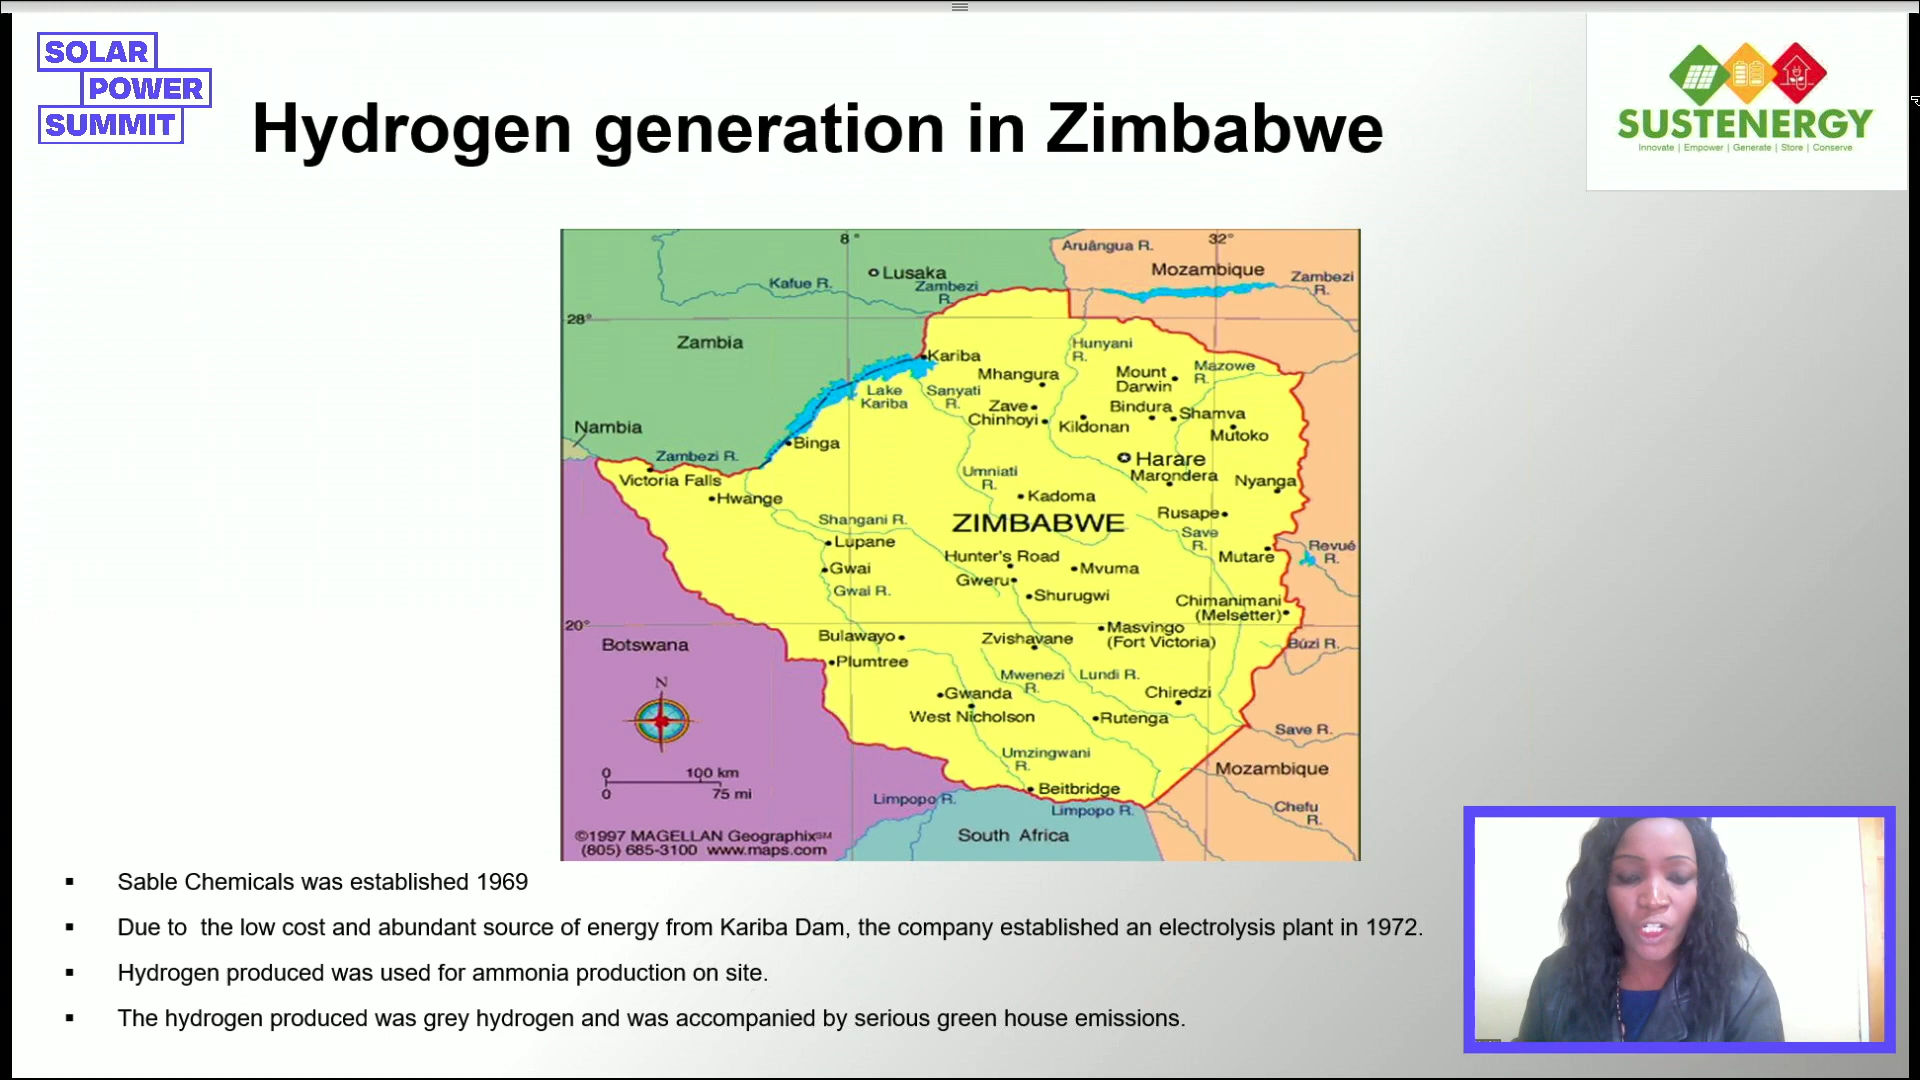 SOLAR
POWER
SUMMIT
Hydrogen generation in Zimbabwe
SUSTENERGY
Innovate | Empower | Generate | Store | Conserve
8°
32°
Aruângua R.
Lusaka
Mozambique
Kafue R.
Zambezi
R.
Zambezi
R.
28°
Zambia
Kariba
Hunyani
R.
Mhangura
Mount
Darwin
Mazowe
R.
Lake
Kariba
Sanyati
R.
Zave
Chinhoyi
Kildonan
Bindura
Shamva
Mutoko
Nambia
Binga
Zambezi R.
Harare
Umniati
R.
Marondera
Nyanga
Victoria Falls
Hwange
Kadoma
Rusape
Shangani R.
ZIMBABWE
Save
R.
Lupane
Hunter's Road
Mutare
Revué
R.
Gwai
Gweru
Mvuma
Gwai R.
Shurugwi
Chimanimani
(Melsetter)
20°
Bulawayo
Zvishavane
Masvingo
(Fort Victoria)
Botswana
Búzi R.
Plumtree
N
Mwenezi
R.
Lundi R.
Gwanda
Chiredzi
West Nicholson
Rutenga
Save R.
Umzingwani
R.
Mozambique
0 100 km
0 75 mi
Beitbridge
Limpopo R.
Limpopo R.
Chefu
R.
©1997 MAGELLAN Geographix℠
(805) 685-3100 www.maps.com
South Africa
▪ Sable Chemicals was established 1969
▪ Due to the low cost and abundant source of energy from Kariba Dam, the company established an electrolysis plant in 1972.
▪ Hydrogen produced was used for ammonia production on site.
▪ The hydrogen produced was grey hydrogen and was accompanied by serious green house emissions.